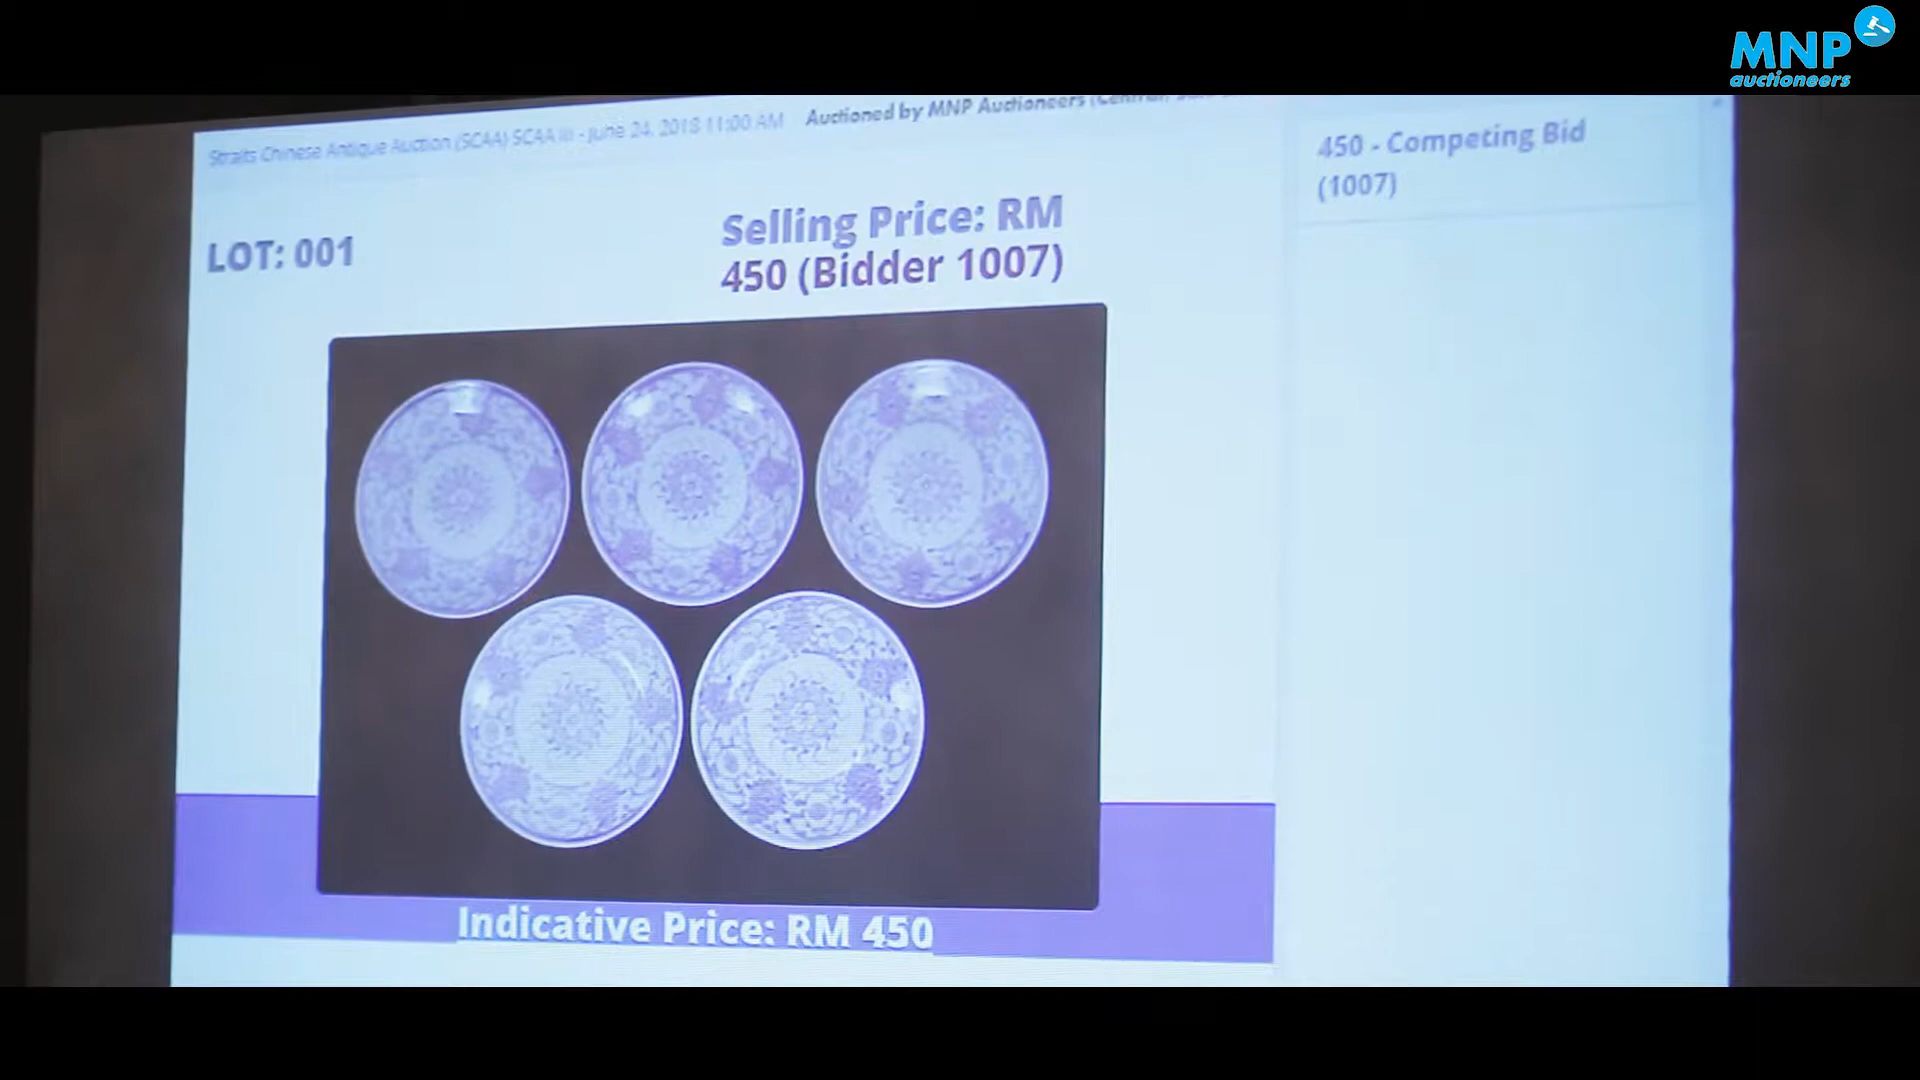 MNP
auctioneers
Straits Chinese Antique Auction (SCAA) SCAA III - June 24, 2018 11:00 AM
Auctioned by MNP Auctioneers (Central)
450 - Competing Bid
(1007)
LOT: 001
Selling Price: RM
450 (Bidder 1007)
Indicative Price: RM 450